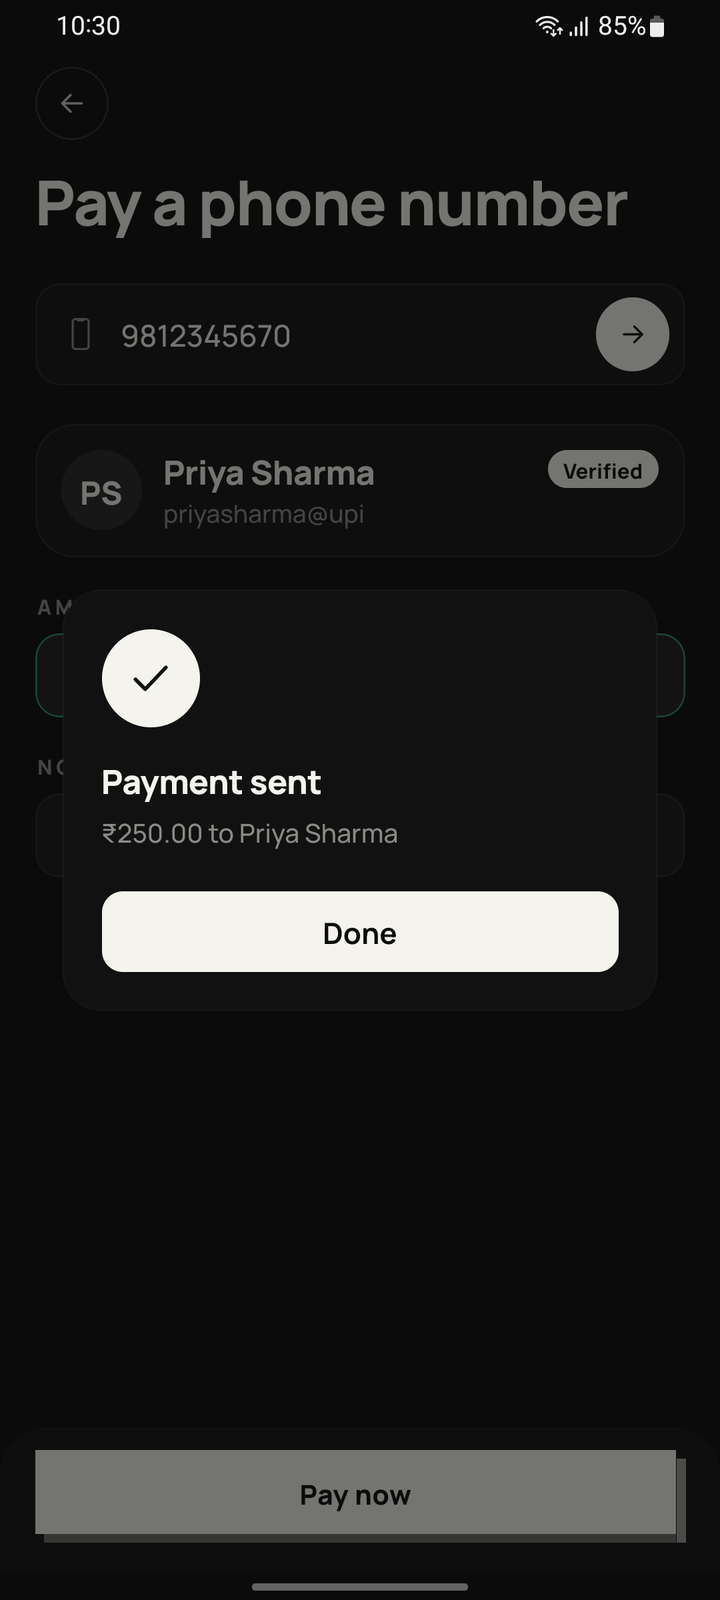 10:30
85%
Pay a phone number
9812345670
PS
Priya Sharma
Verified
priyasharma@upi
Payment sent
₹250.00 to Priya Sharma
Done
Pay now